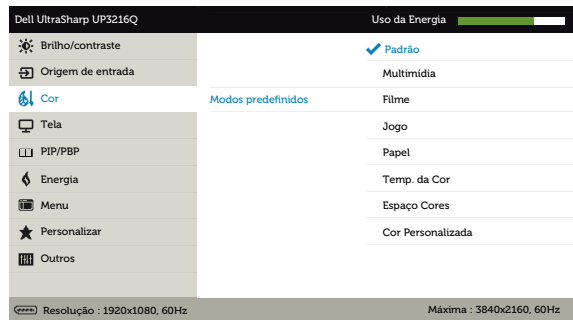 Dell UltraSharp UP3216Q Uso da Energia
Brilho/contraste Padrão
Origem de entrada Multimídia
Cor Modos predefinidos Filme
Tela Jogo
PIP/PBP Papel
Energia Temp. da Cor
Menu Espaço Cores
Personalizar Cor Personalizada
Outros
Resolução : 1920x1080, 60Hz Máxima : 3840x2160, 60Hz